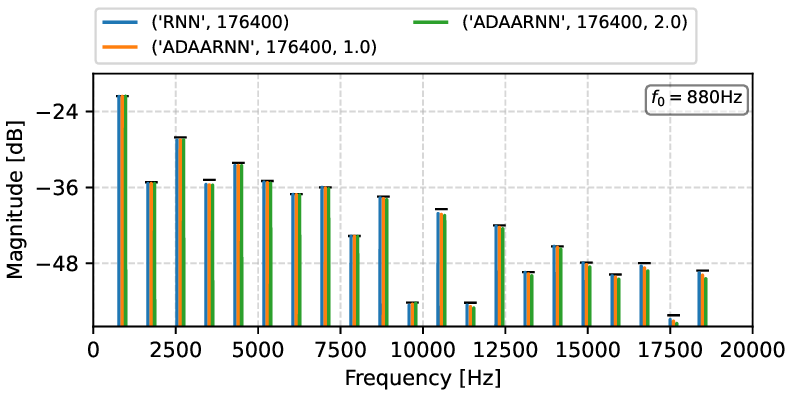 ('RNN', 176400)
('ADAARNN', 176400, 2.0)
('ADAARNN', 176400, 1.0)
f₀ = 880Hz
Magnitude [dB]
−24
−36
−48
0 2500 5000 7500 10000 12500 15000 17500 20000
Frequency [Hz]